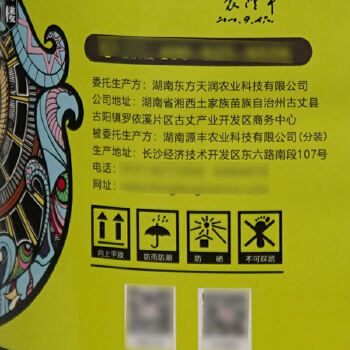 委托生产方：湖南东方天润农业科技有限公司
公司地址：湖南省湘西土家族苗族自治州古丈县
古阳镇罗依溪片区古丈产业开发区商务中心
被委托生产方：湖南源丰农业科技有限公司(分装)
生产地址：长沙经济技术开发区东六路南段107号
电话：
网址：
向上平放 防雨防潮 防 晒 不可踩踏